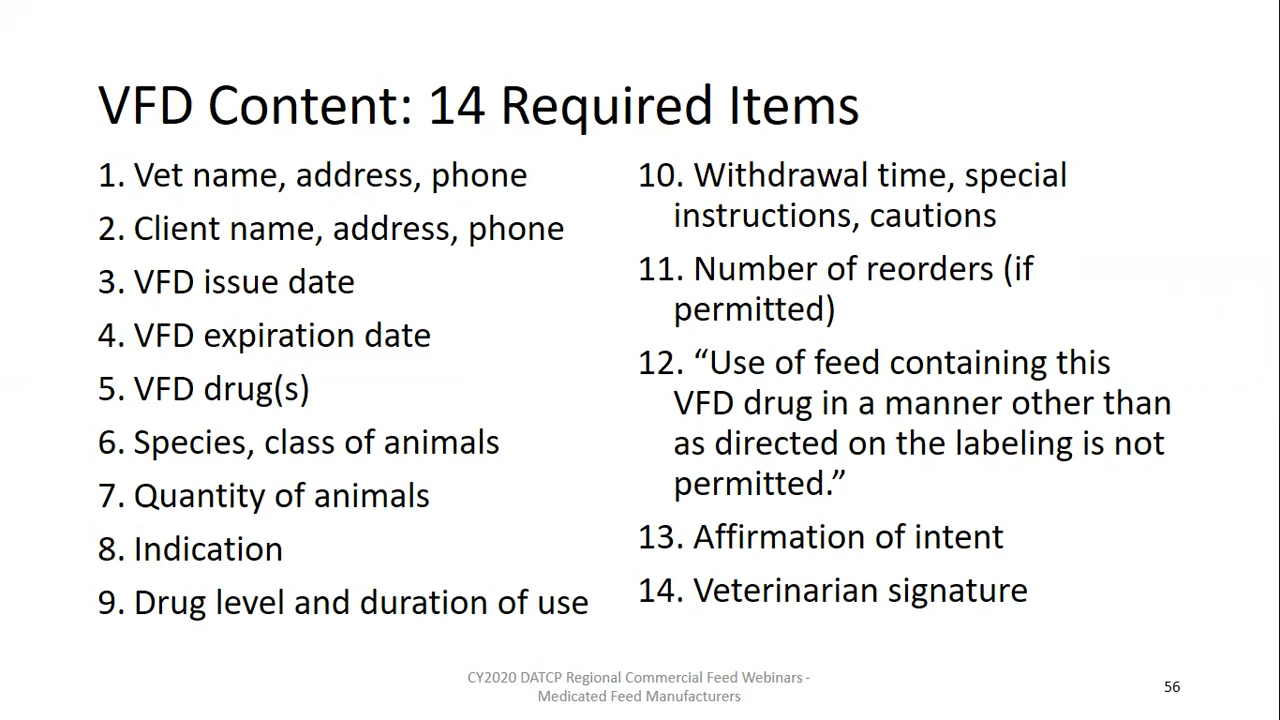 VFD Content: 14 Required Items
1. Vet name, address, phone
2. Client name, address, phone
3. VFD issue date
4. VFD expiration date
5. VFD drug(s)
6. Species, class of animals
7. Quantity of animals
8. Indication
9. Drug level and duration of use
10. Withdrawal time, special
instructions, cautions
11. Number of reorders (if
permitted)
12. “Use of feed containing this
VFD drug in a manner other than
as directed on the labeling is not
permitted.”
13. Affirmation of intent
14. Veterinarian signature
CY2020 DATCP Regional Commercial Feed Webinars -
Medicated Feed Manufacturers
56